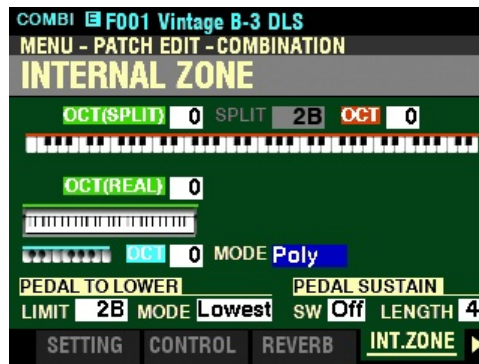 COMBI E F001 Vintage B-3 DLS
MENU - PATCH EDIT - COMBINATION
INTERNAL ZONE
OCT(SPLIT) 0 SPLIT 2B OCT 0
OCT(REAL) 0
OCT 0 MODE Poly
PEDAL TO LOWER PEDAL SUSTAIN
LIMIT 2B MODE Lowest SW Off LENGTH 4
SETTING CONTROL REVERB INT.ZONE